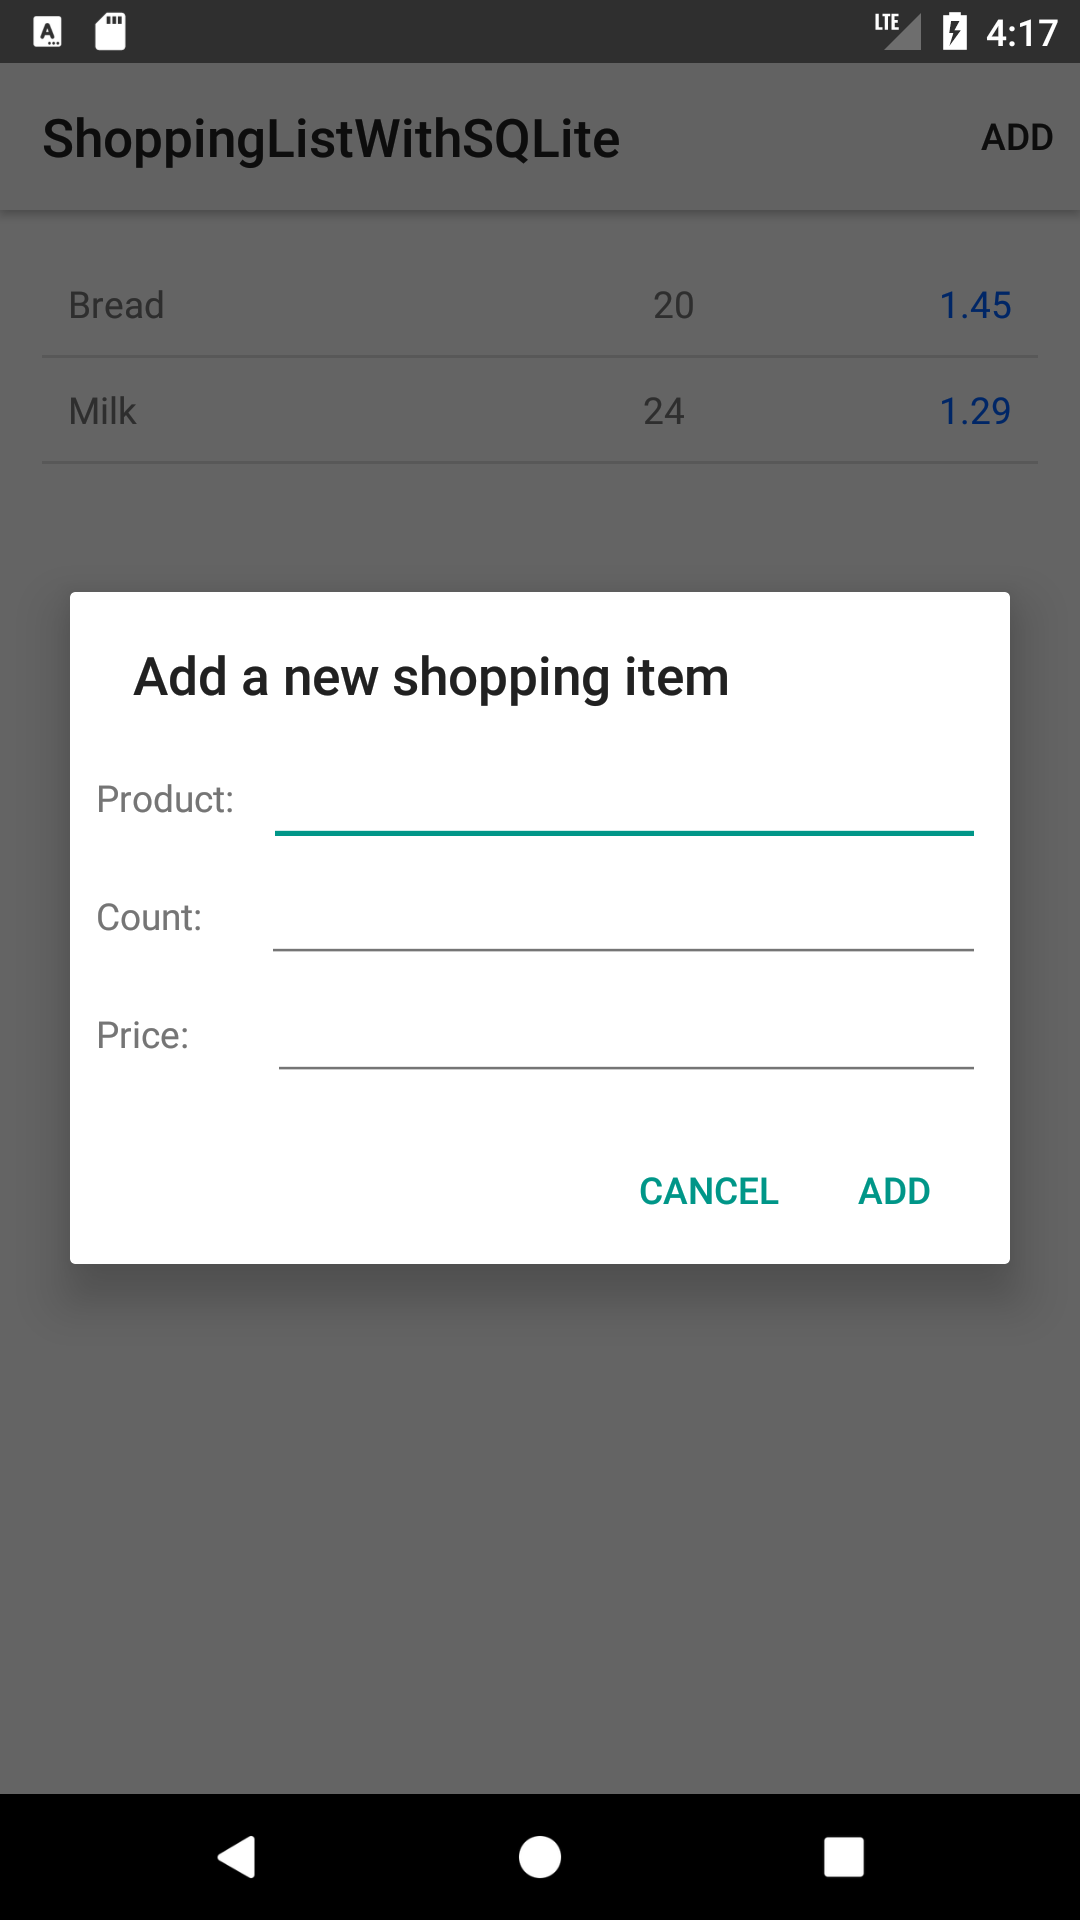 LTE 4:17
ShoppingListWithSQLite ADD
Bread 20 1.45
Milk 24 1.29
Add a new shopping item
Product:
Count:
Price:
CANCEL ADD